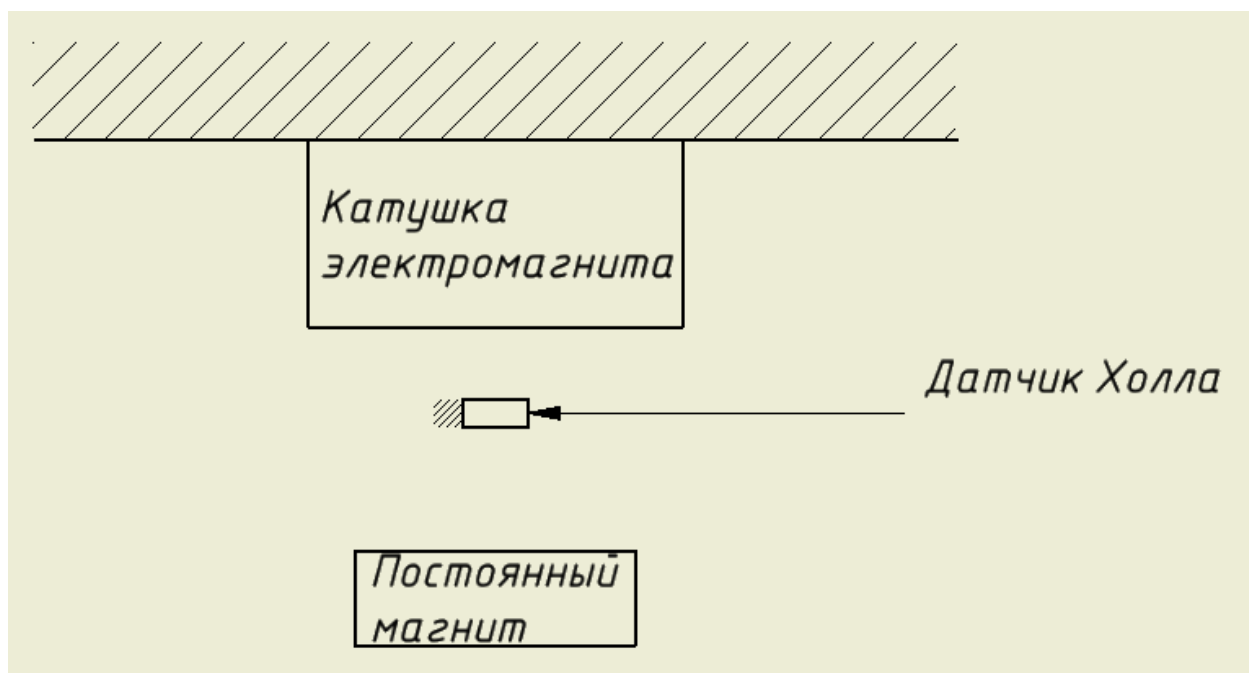 Катушка
электромагнита
Датчик Холла
Постоянный
магнит